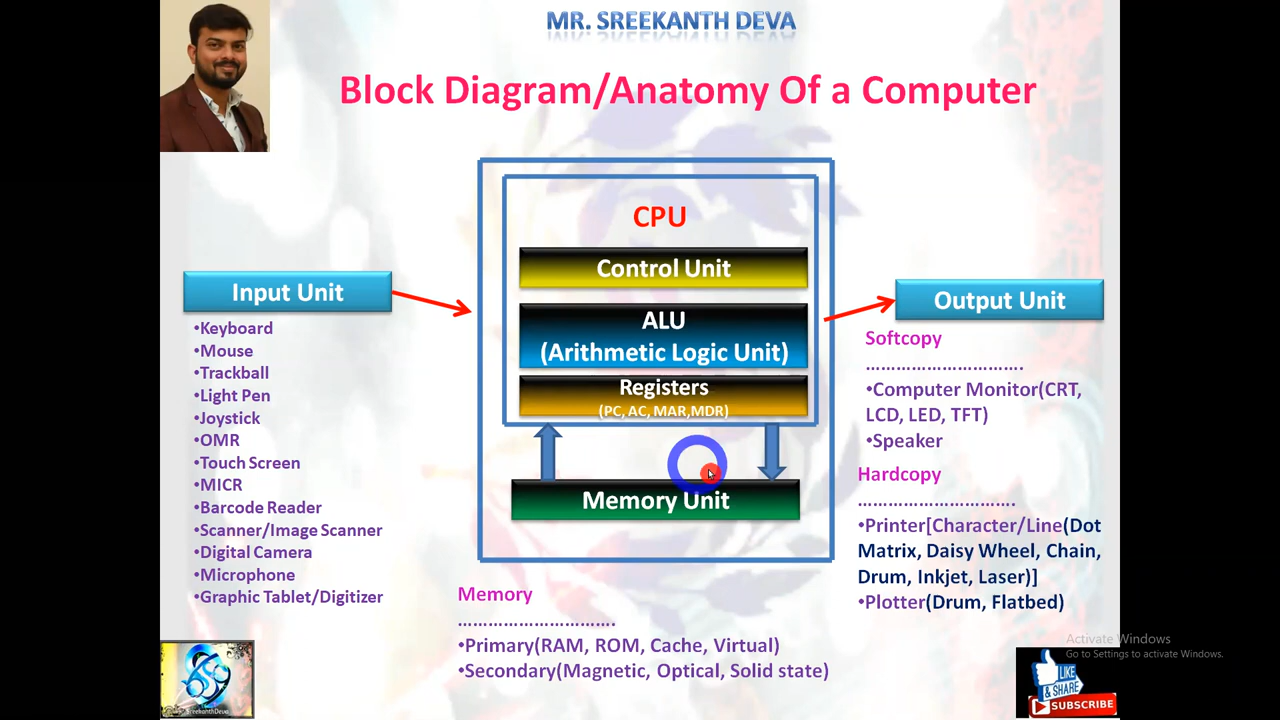 MR. SREEKANTH DEVA
Block Diagram/Anatomy Of a Computer
CPU
Control Unit
ALU
(Arithmetic Logic Unit)
Registers
(PC, AC, MAR,MDR)
Memory Unit
Input Unit
•Keyboard
•Mouse
•Trackball
•Light Pen
•Joystick
•OMR
•Touch Screen
•MICR
•Barcode Reader
•Scanner/Image Scanner
•Digital Camera
•Microphone
•Graphic Tablet/Digitizer
Output Unit
Softcopy
………………………….
•Computer Monitor(CRT,
LCD, LED, TFT)
•Speaker
Hardcopy
………………………….
•Printer[Character/Line(Dot
Matrix, Daisy Wheel, Chain,
Drum, Inkjet, Laser)]
•Plotter(Drum, Flatbed)
Memory
………………………….
•Primary(RAM, ROM, Cache, Virtual)
•Secondary(Magnetic, Optical, Solid state)
SreekanthDeva
Activate Windows
Go to Settings to activate Windows.
LIKE
& SHARE
SUBSCRIBE